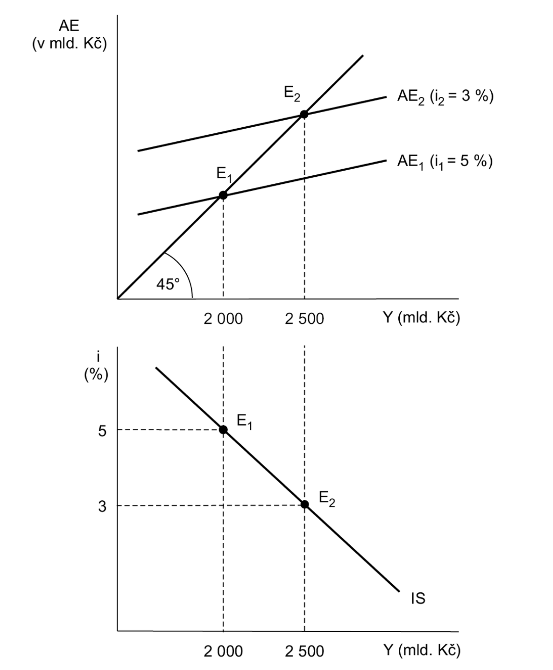 AE
(v mld. Kč)
E₂
AE₂ (i₂ = 3 %)
E₁
AE₁ (i₁ = 5 %)
45°
2 000
2 500
Y (mld. Kč)
i
(%)
5
E₁
3
E₂
IS
2 000
2 500
Y (mld. Kč)